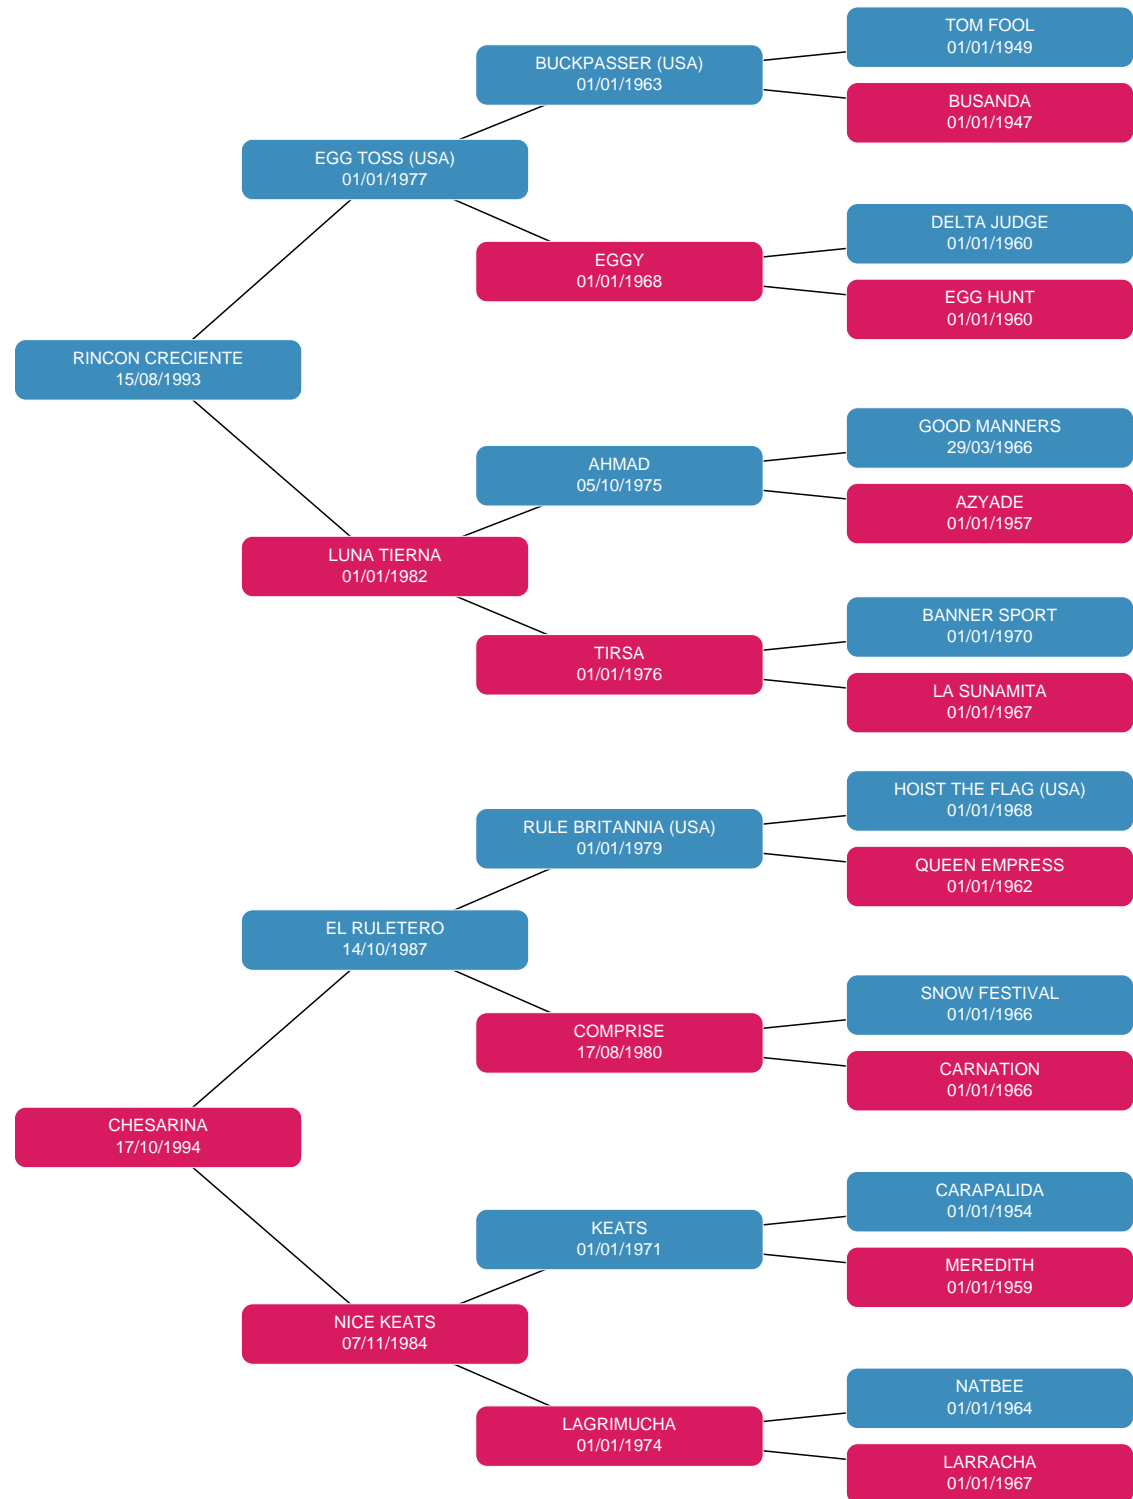 TOM FOOL
01/01/1949
BUCKPASSER (USA)
01/01/1963
BUSANDA
01/01/1947
EGG TOSS (USA)
01/01/1977
DELTA JUDGE
01/01/1960
EGGY
01/01/1968
EGG HUNT
01/01/1960
RINCON CRECIENTE
15/08/1993
GOOD MANNERS
29/03/1966
AHMAD
05/10/1975
AZYADE
01/01/1957
LUNA TIERNA
01/01/1982
BANNER SPORT
01/01/1970
TIRSA
01/01/1976
LA SUNAMITA
01/01/1967
HOIST THE FLAG (USA)
01/01/1968
RULE BRITANNIA (USA)
01/01/1979
QUEEN EMPRESS
01/01/1962
EL RULETERO
14/10/1987
SNOW FESTIVAL
01/01/1966
COMPRISE
17/08/1980
CARNATION
01/01/1966
CHESARINA
17/10/1994
CARAPALIDA
01/01/1954
KEATS
01/01/1971
MEREDITH
01/01/1959
NICE KEATS
07/11/1984
NATBEE
01/01/1964
LAGRIMUCHA
01/01/1974
LARRACHA
01/01/1967